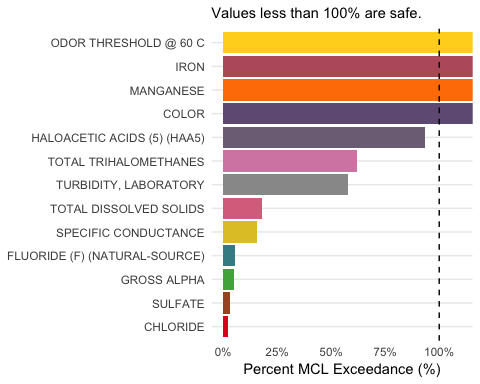 Values less than 100% are safe.
ODOR THRESHOLD @ 60 C
IRON
MANGANESE
COLOR
HALOACETIC ACIDS (5) (HAA5)
TOTAL TRIHALOMETHANES
TURBIDITY, LABORATORY
TOTAL DISSOLVED SOLIDS
SPECIFIC CONDUCTANCE
FLUORIDE (F) (NATURAL-SOURCE)
GROSS ALPHA
SULFATE
CHLORIDE
0% 25% 50% 75% 100%
Percent MCL Exceedance (%)